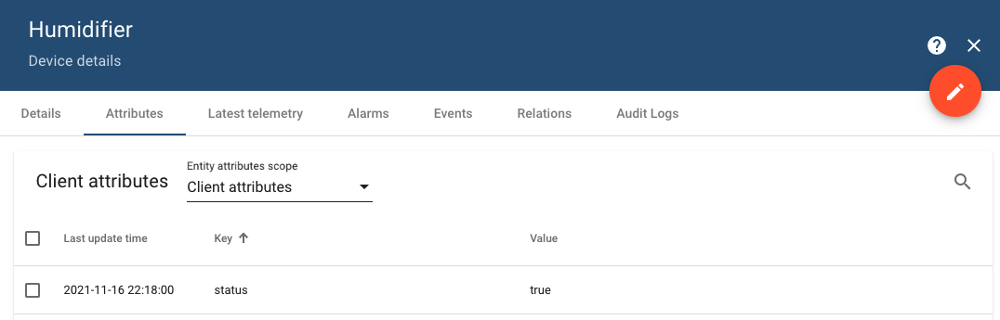 Humidifier
Device details
Details Attributes Latest telemetry Alarms Events Relations Audit Logs
Entity attributes scope
Client attributes Client attributes
Last update time Key Value
2021-11-16 22:18:00 status true